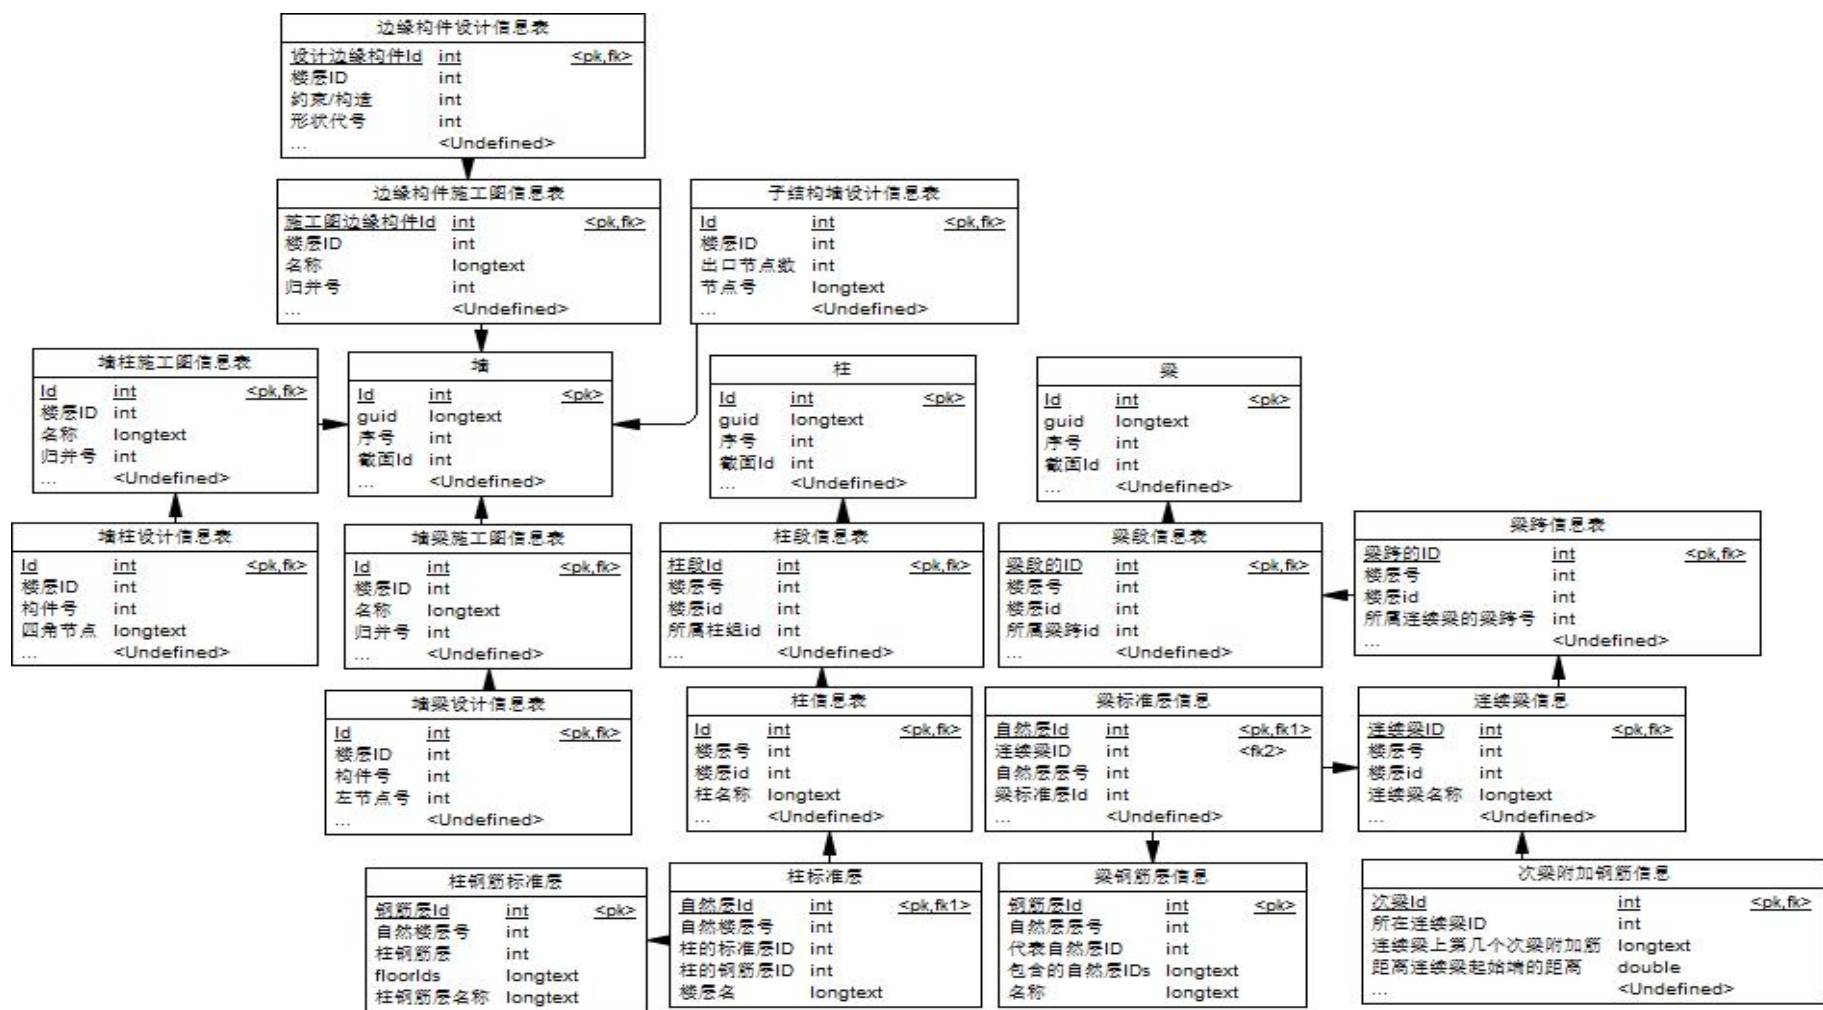 边缘构件设计信息表
设计边缘构件Id int <pk,fk>
楼层ID int
约束/构造 int
形状代号 int
... <Undefined>
边缘构件施工图信息表
施工图边缘构件Id int <pk,fk>
楼层ID int
名称 longtext
归并号 int
... <Undefined>
子结构墙设计信息表
Id int <pk,fk>
楼层ID int
出口节点数 int
节点号 longtext
... <Undefined>
墙柱施工图信息表
Id int <pk,fk>
楼层ID int
名称 longtext
归并号 int
... <Undefined>
墙
Id int <pk>
guid longtext
序号 int
截面Id int
... <Undefined>
柱
Id int <pk>
guid longtext
序号 int
截面Id int
... <Undefined>
梁
Id int <pk>
guid longtext
序号 int
截面Id int
... <Undefined>
墙柱设计信息表
Id int <pk,fk>
楼层ID int
构件号 int
四角节点 longtext
... <Undefined>
墙梁施工图信息表
Id int <pk,fk>
楼层ID int
名称 longtext
归并号 int
... <Undefined>
柱段信息表
柱段Id int <pk,fk>
楼层号 int
楼层id int
所属柱组id int
... <Undefined>
梁段信息表
梁段的ID int <pk,fk>
楼层号 int
楼层id int
所属梁跨id int
... <Undefined>
梁跨信息表
梁跨的ID int <pk,fk>
楼层号 int
楼层id int
所属连续梁的梁跨号 int
... <Undefined>
墙梁设计信息表
Id int <pk,fk>
楼层ID int
构件号 int
左节点号 int
... <Undefined>
柱信息表
Id int <pk,fk>
楼层号 int
楼层id int
柱名称 longtext
... <Undefined>
梁标准层信息
自然层Id int <pk,fk1>
连续梁ID int <fk2>
自然层层号 int
梁标准层Id int
... <Undefined>
连续梁信息
连续梁ID int <pk,fk>
楼层号 int
楼层id int
连续梁名称 longtext
... <Undefined>
柱钢筋标准层
钢筋层Id int <pk>
自然楼层号 int
柱钢筋层 int
floorIds longtext
柱钢筋层名称 longtext
柱标准层
自然层Id int <pk,fk1>
自然楼层号 int
柱的标准层ID int
柱的钢筋层ID int
楼层名 longtext
梁钢筋层信息
钢筋层Id int <pk>
自然层层号 int
代表自然层ID int
包含的自然层IDs longtext
名称 longtext
次梁附加钢筋信息
次梁Id int <pk,fk>
所在连续梁ID int
连续梁上第几个次梁附加筋 longtext
距离连续梁起始端的距离 double
... <Undefined>